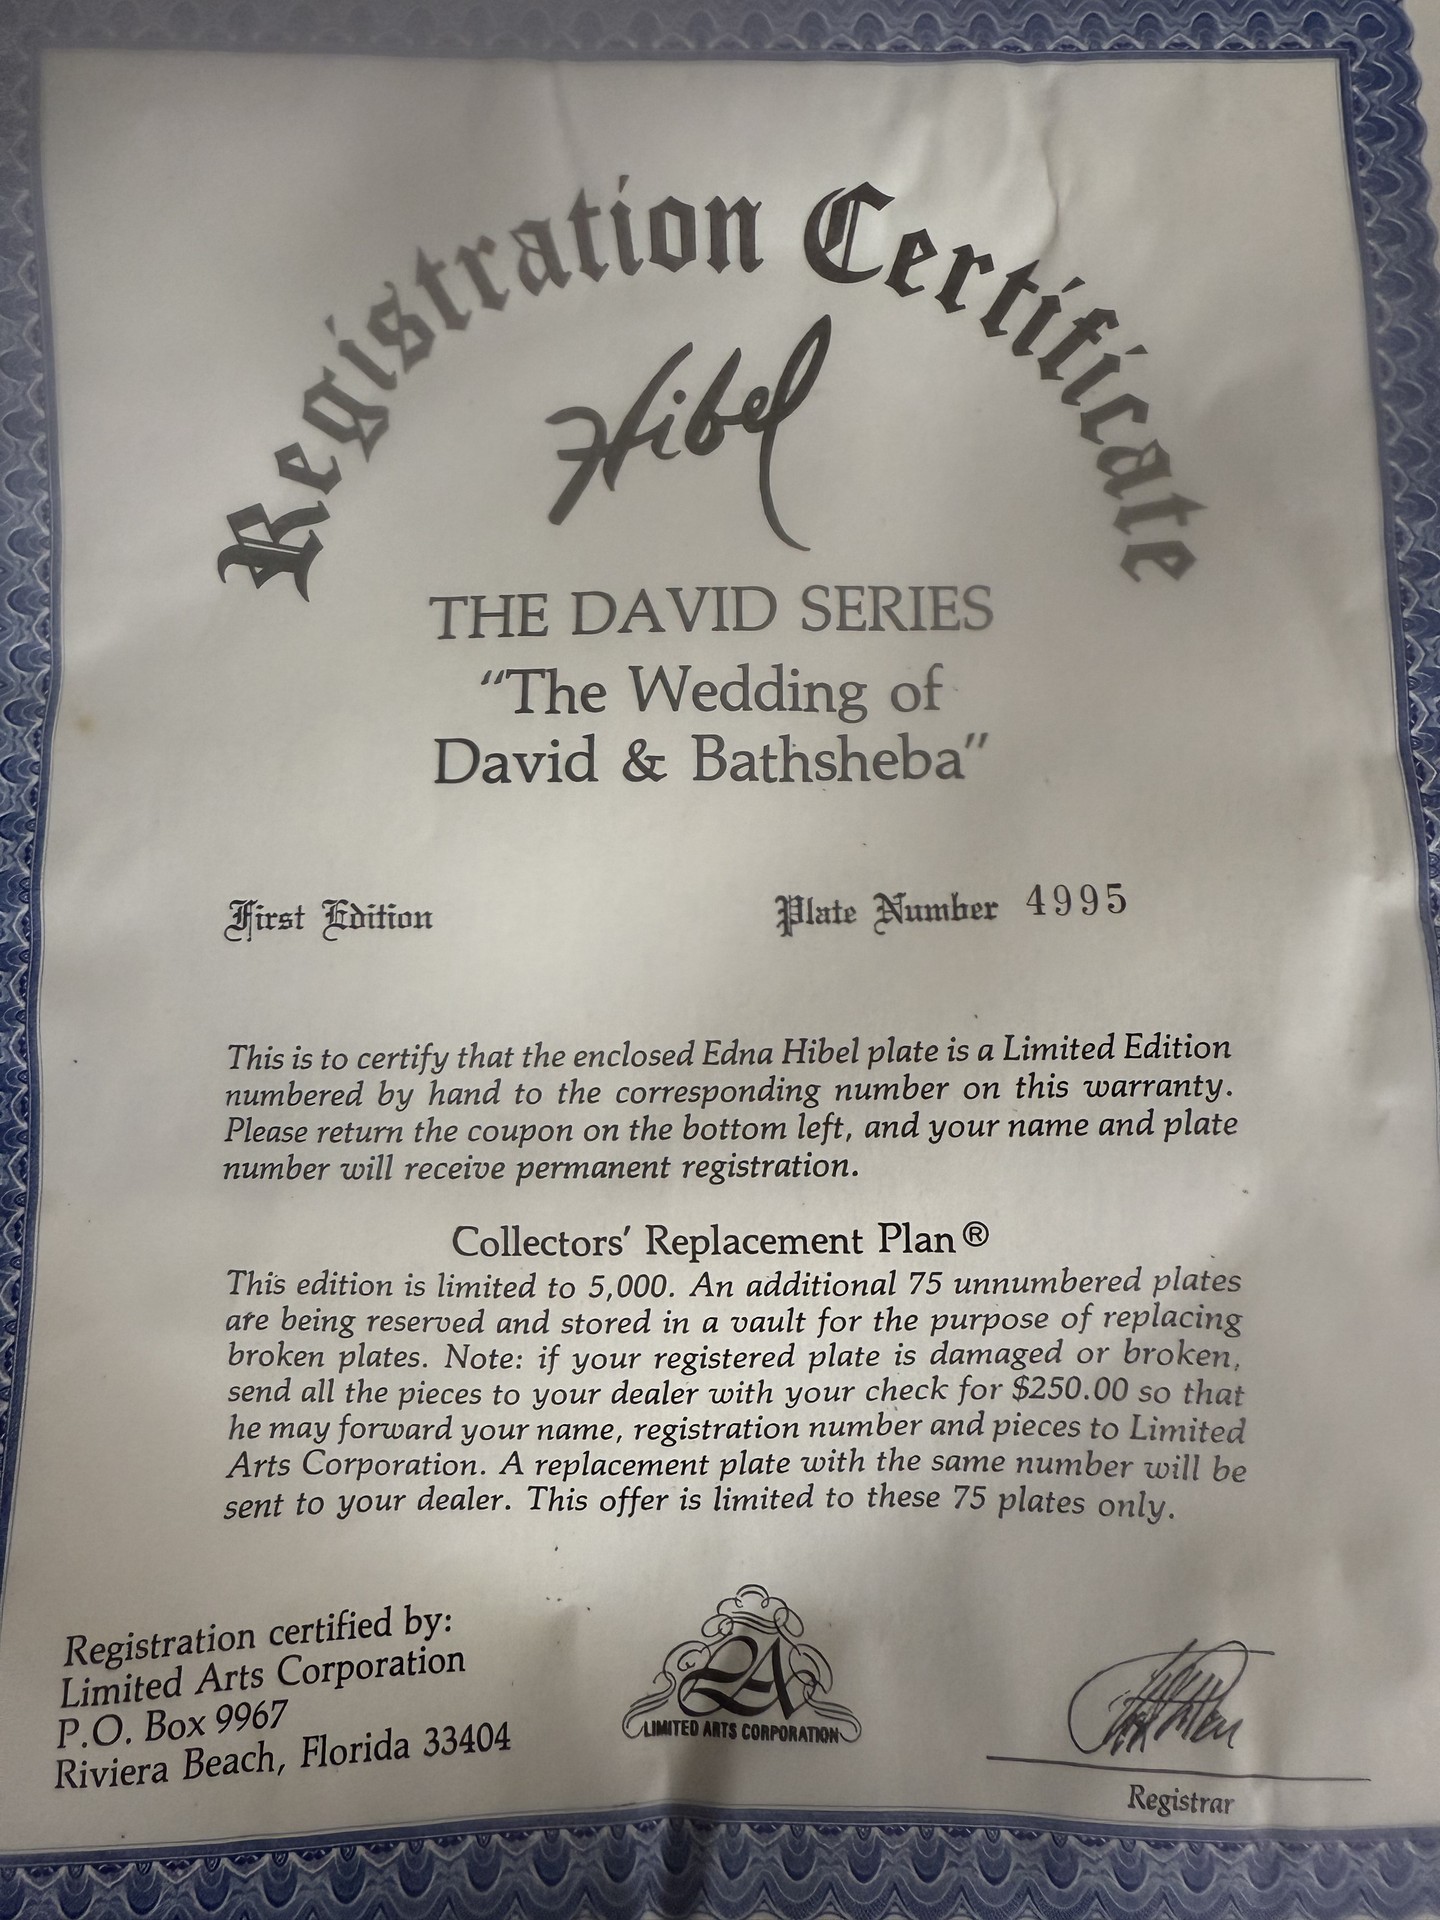 Registration Certificate
Hibel
THE DAVID SERIES
“The Wedding of
David & Bathsheba”
First Edition
Plate Number 4995
This is to certify that the enclosed Edna Hibel plate is a Limited Edition
numbered by hand to the corresponding number on this warranty.
Please return the coupon on the bottom left, and your name and plate
number will receive permanent registration.
Collectors’ Replacement Plan®
This edition is limited to 5,000. An additional 75 unnumbered plates
are being reserved and stored in a vault for the purpose of replacing
broken plates. Note: if your registered plate is damaged or broken,
send all the pieces to your dealer with your check for $250.00 so that
he may forward your name, registration number and pieces to Limited
Arts Corporation. A replacement plate with the same number will be
sent to your dealer. This offer is limited to these 75 plates only.
Registration certified by:
Limited Arts Corporation
P.O. Box 9967
Riviera Beach, Florida 33404
LA
LIMITED ARTS CORPORATION
Registrar